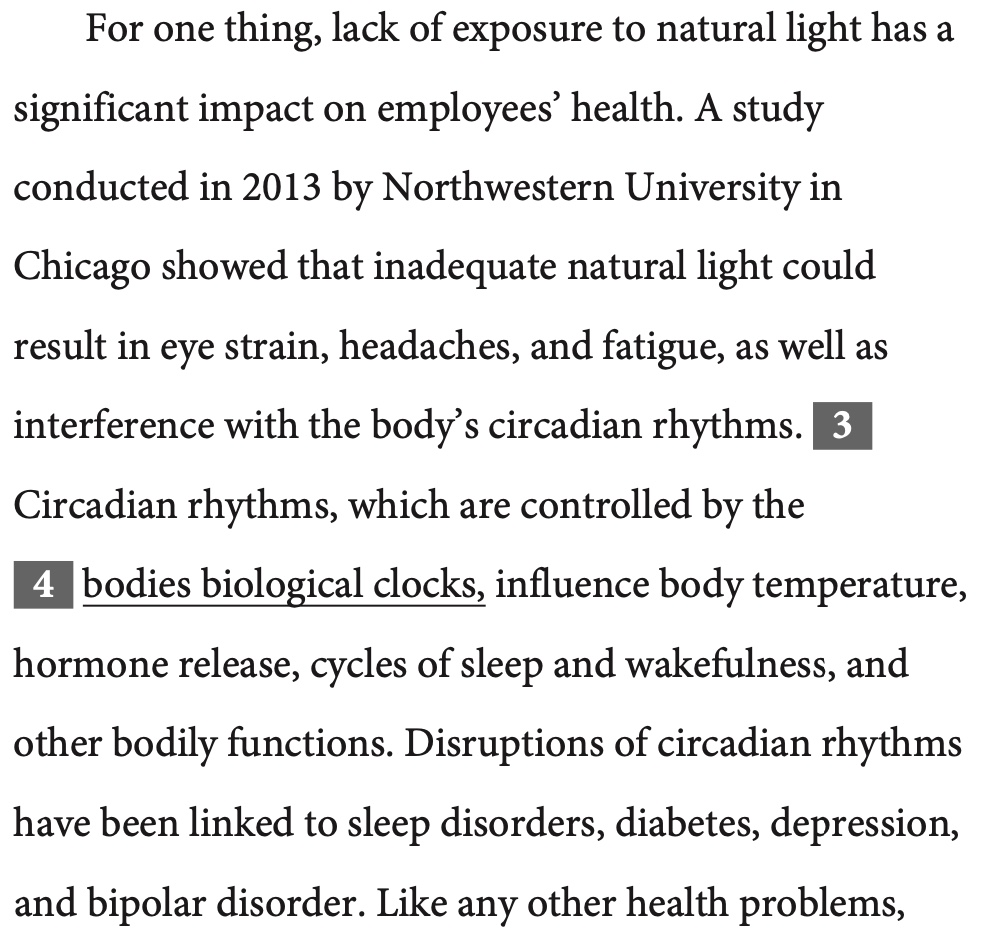 For one thing, lack of exposure to natural light has a
significant impact on employees’ health. A study
conducted in 2013 by Northwestern University in
Chicago showed that inadequate natural light could
result in eye strain, headaches, and fatigue, as well as
interference with the body’s circadian rhythms. 3
Circadian rhythms, which are controlled by the
4 bodies biological clocks, influence body temperature,
hormone release, cycles of sleep and wakefulness, and
other bodily functions. Disruptions of circadian rhythms
have been linked to sleep disorders, diabetes, depression,
and bipolar disorder. Like any other health problems,